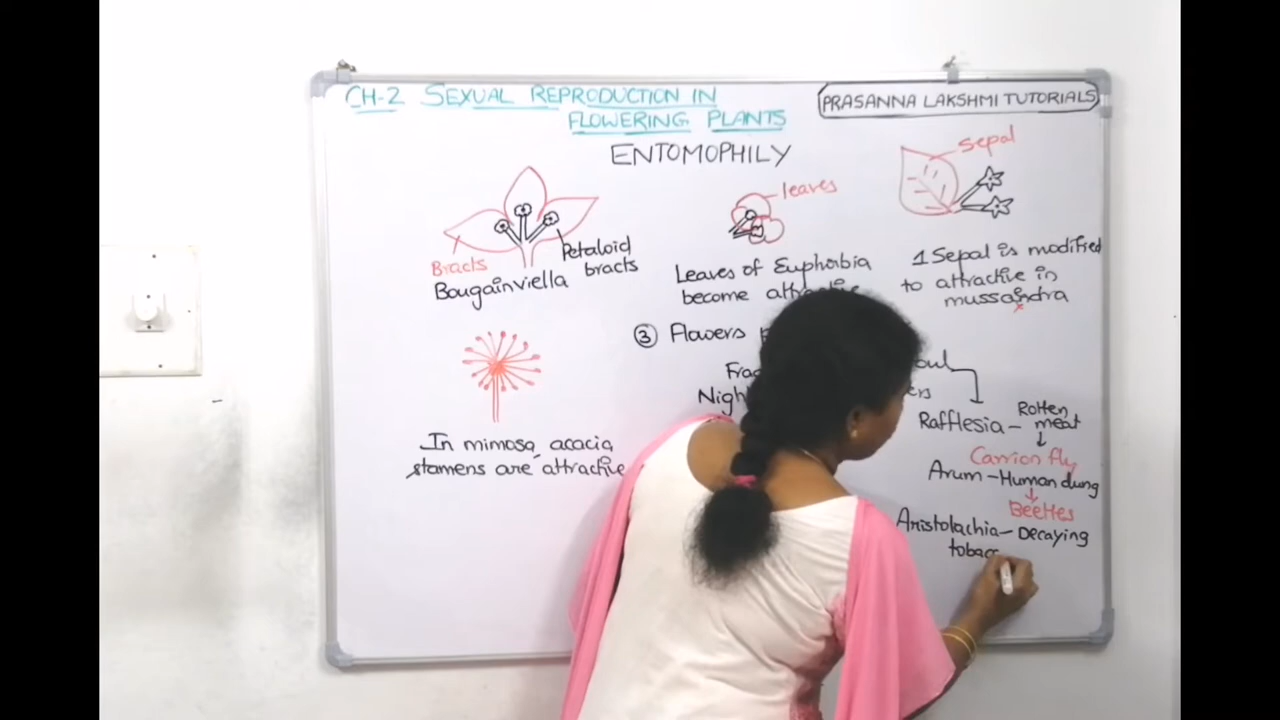 CH-2 SEXUAL REPRODUCTION IN
FLOWERING PLANTS
PRASANNA LAKSHMI TUTORIALS
ENTOMOPHILY
Bracts
Petaloid
bracts
Bougainviella
leaves
Leaves of Euphorbia
become
Sepal
1 Sepal is modified
to attractive in
mussandra
In mimosa, acacia
stamens are attractive
③ Flowers
Rafflesia – Rotten
meat
Carrion fly
Arum – Human dung
Beetles
Aristolachia – Decaying